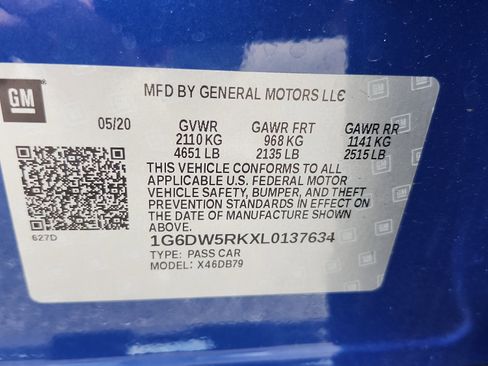 GM
MFD BY GENERAL MOTORS LLC
05/20 GVWR GAWR FRT GAWR RR
2110 KG 968 KG 1141 KG
4651 LB 2135 LB 2515 LB
THIS VEHICLE CONFORMS TO ALL
APPLICABLE U.S. FEDERAL MOTOR
VEHICLE SAFETY, BUMPER, AND THEFT
PREVENTION STANDARDS IN EFFECT ON
THE DATE OF MANUFACTURE SHOWN
ABOVE.
627D
1G6DW5RKXL0137634
TYPE: PASS CAR
MODEL: X46DB79